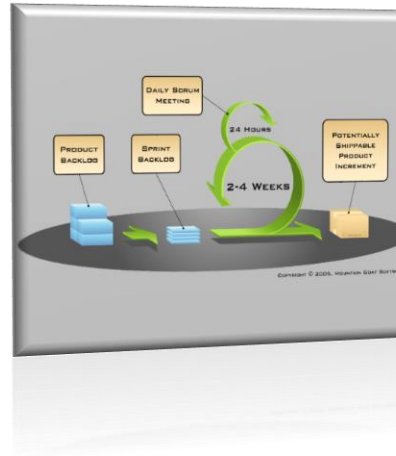 DAILY SCRUM
MEETING
24 HOURS
PRODUCT
BACKLOG
SPRINT
BACKLOG
POTENTIALLY
SHIPPABLE
PRODUCT
INCREMENT
2-4 WEEKS
COPYRIGHT © 2005, MOUNTAIN GOAT SOFTW